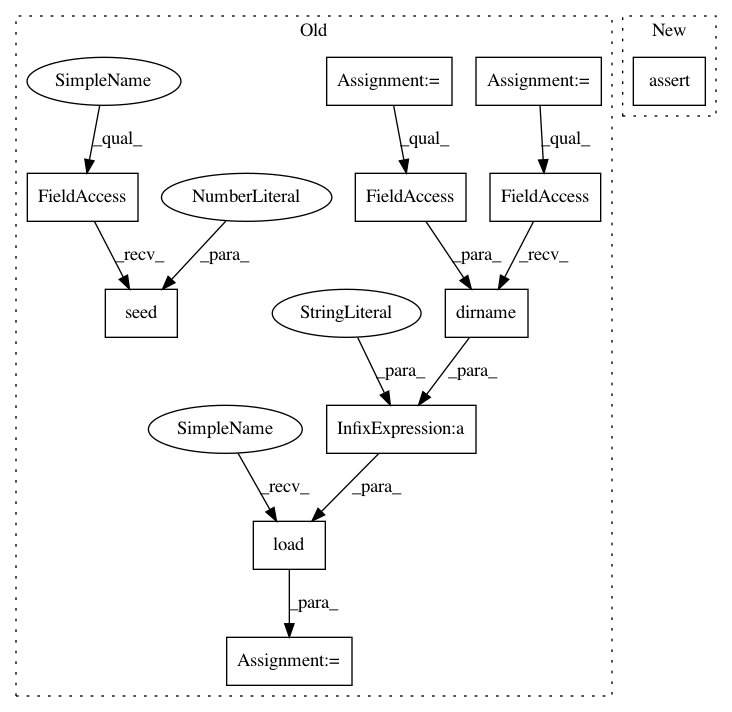 Old
New
SimpleName
Assignment:=
Assignment:=
assert
_qual_
_qual_
_qual_
FieldAccess
NumberLiteral
FieldAccess
FieldAccess
_recv_
_para_
_para_
_recv_
seed
StringLiteral
dirname
_para_
_para_
SimpleName
InfixExpression:a
_recv_
_para_
load
_para_
Assignment:=